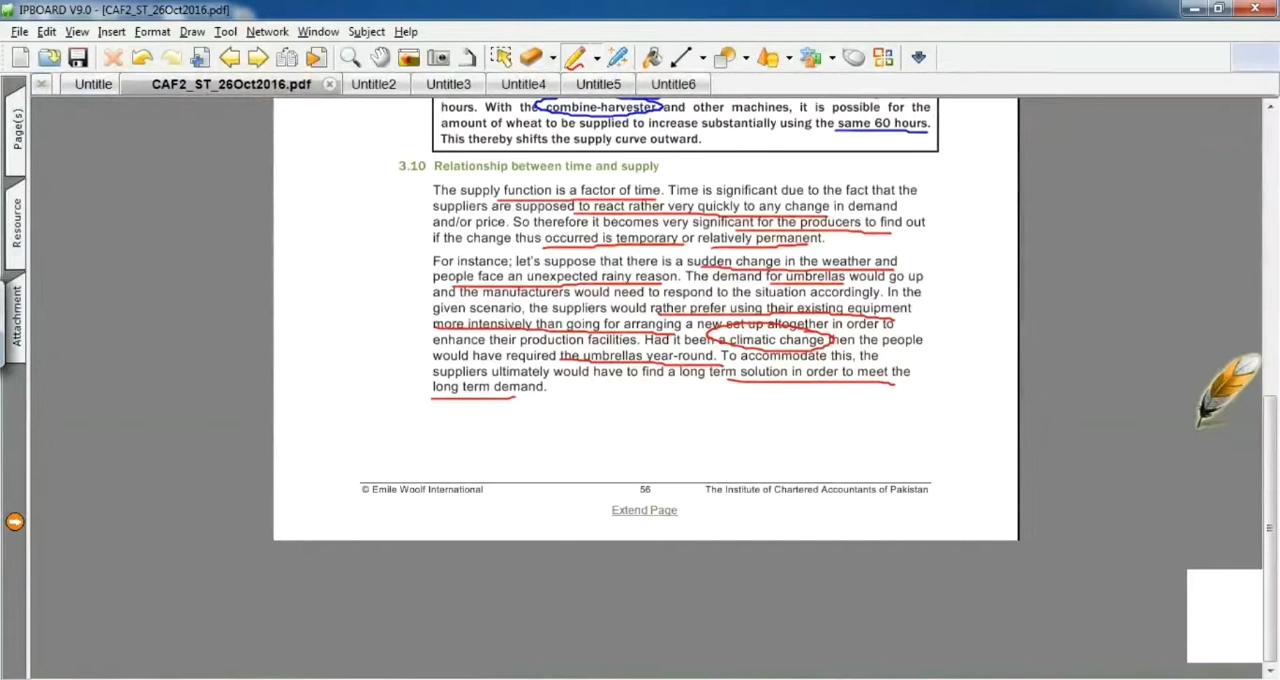 IPBOARD V9.0 - [CAF2_ST_26Oct2016.pdf]
File Edit View Insert Format Draw Tool Network Window Subject Help
Untitle CAF2_ST_26Oct2016.pdf Untitle2 Untitle3 Untitle4 Untitle5 Untitle6
Page(s)
Resource
Attachment
hours. With the combine-harvester and other machines, it is possible for the
amount of wheat to be supplied to increase substantially using the same 60 hours.
This thereby shifts the supply curve outward.
3.10 Relationship between time and supply
The supply function is a factor of time. Time is significant due to the fact that the
suppliers are supposed to react rather very quickly to any change in demand
and/or price. So therefore it becomes very significant for the producers to find out
if the change thus occurred is temporary or relatively permanent.
For instance; let's suppose that there is a sudden change in the weather and
people face an unexpected rainy reason. The demand for umbrellas would go up
and the manufacturers would need to respond to the situation accordingly. In the
given scenario, the suppliers would rather prefer using their existing equipment
more intensively than going for arranging a new set up altogether in order to
enhance their production facilities. Had it been a climatic change then the people
would have required the umbrellas year-round. To accommodate this, the
suppliers ultimately would have to find a long term solution in order to meet the
long term demand.
© Emile Woolf International 56 The Institute of Chartered Accountants of Pakistan
Extend Page